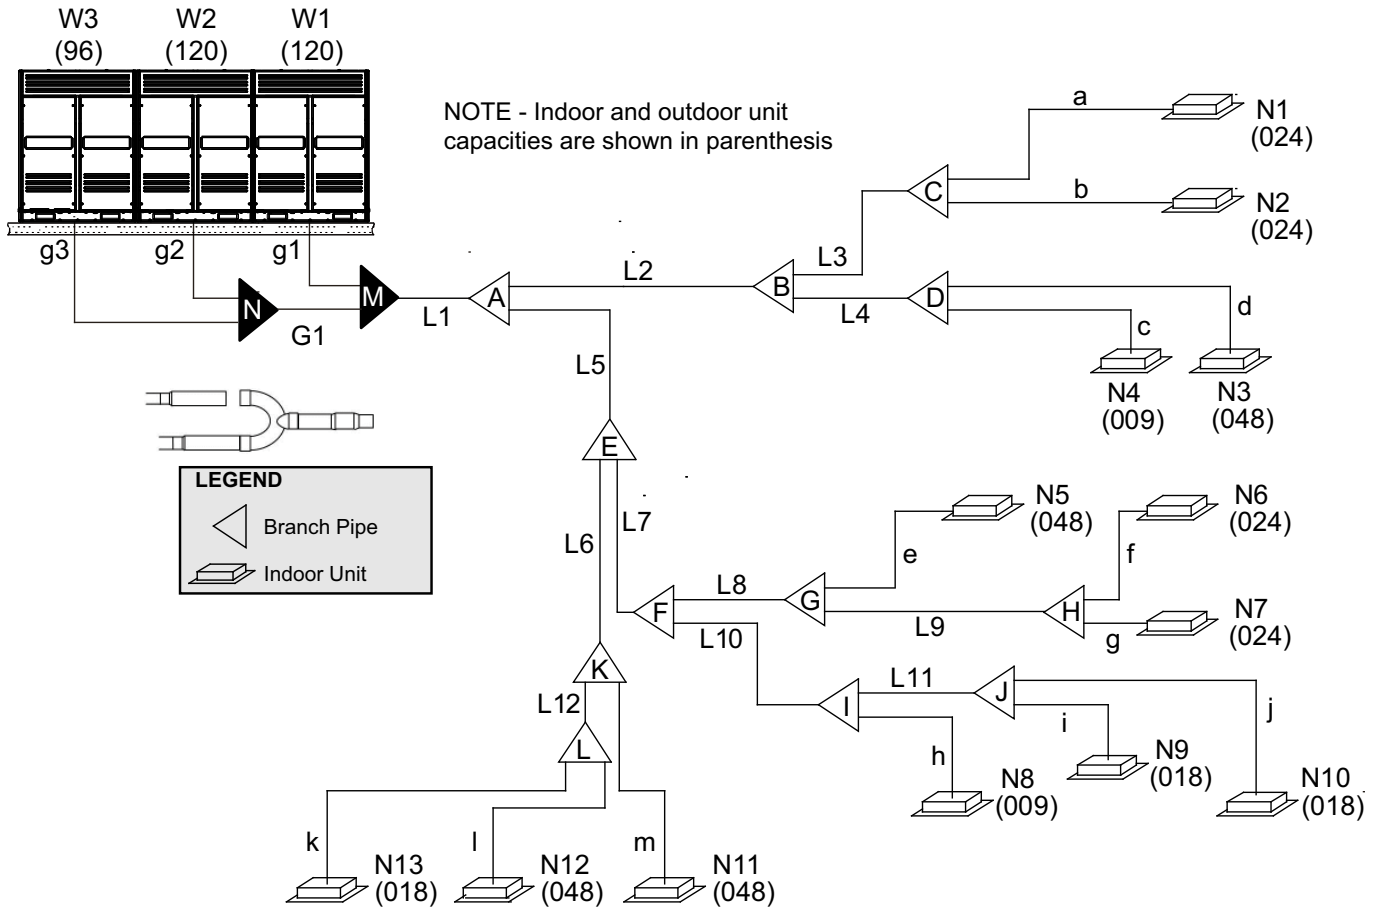 W3
(96)
W2
(120)
W1
(120)
NOTE - Indoor and outdoor unit
capacities are shown in parenthesis
a
N1
(024)
C
b
N2
(024)
g3
g2
g1
N
M
G1
L1
A
L2
B
L3
L4
D
c
d
N4
(009)
N3
(048)
L5
E
LEGEND
Branch Pipe
Indoor Unit
L6
L7
F
L8
L10
G
e
N5
(048)
L9
H
f
N6
(024)
g
N7
(024)
K
L12
L
I
L11
J
h
i
j
N8
(009)
N9
(018)
N10
(018)
k
N13
(018)
l
N12
(048)
m
N11
(048)